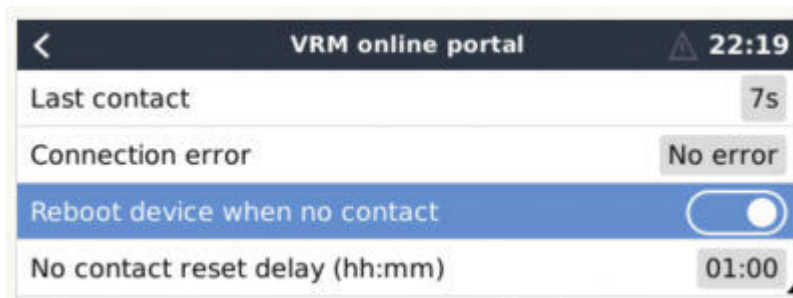 VRM online portal 22:19
Last contact 7s
Connection error No error
Reboot device when no contact
No contact reset delay (hh:mm) 01:00